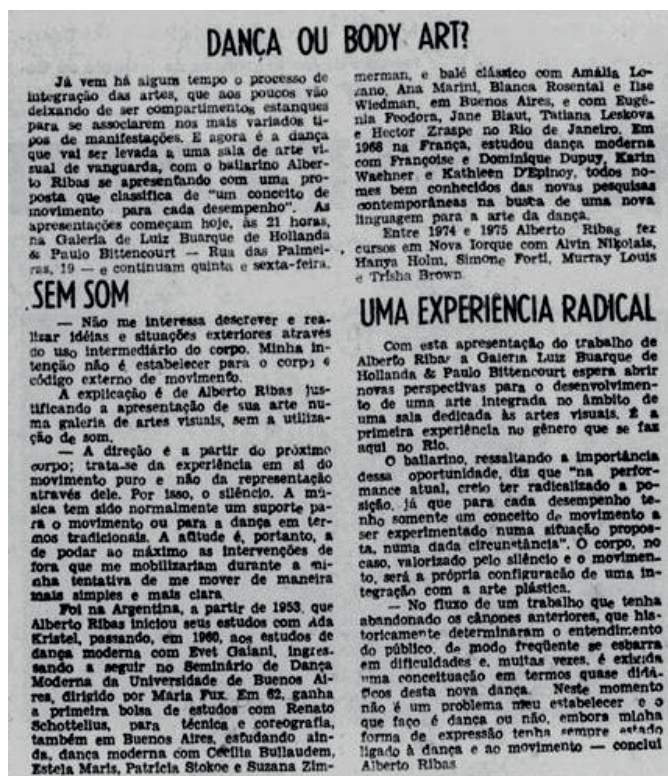 DANÇA OU BODY ART?
Já vem há algum tempo o processo de
integração das artes, que aos poucos vão
deixando de ser compartimentos estanques
para se associarem nos mais variados ti-
pos de manifestações. E agora é a dança
que vai ser levada a uma sala de arte vi-
sual de vanguarda, com o bailarino Alber-
to Ribas se apresentando com uma pro-
posta que classifica de "um conceito de
movimento para cada desempenho". As
apresentações começam hoje, às 21 horas,
na Galeria de Luiz Buarque de Hollanda
& Paulo Bittencourt — Rua das Palmei-
ras, 19 — e continuam quinta e sexta-feira.
SEM SOM
— Não me interessa descrever e rea-
lizar idéias e situações exteriores através
do uso intermediário do corpo. Minha in-
tenção não é estabelecer para o corpo o
código externo de movimento.
A explicação é de Alberto Ribas jus-
tificando a apresentação de sua arte nu-
ma galeria de artes visuais, sem a utiliza-
ção de som.
— A direção é a partir do próximo
corpo; trata-se da experiência em si do
movimento puro e não da representação
através dele. Por isso, o silêncio. A mú-
sica tem sido normalmente um suporte pa-
ra o movimento ou para a dança em ter-
mos tradicionais. A atitude é, portanto, a
de podar ao máximo as intervenções de
fora que me mobilizariam durante a mi-
nha tentativa de me mover de maneira
mais simples e mais clara.
Foi na Argentina, a partir de 1953, que
Alberto Ribas iniciou seus estudos com Ada
Kristel, passando, em 1960, aos estudos de
dança moderna com Evet Gaiani, ingres-
sando a seguir no Seminário de Dança
Moderna da Universidade de Buenos Ai-
res, dirigido por Maria Fux. Em 62, ganha
a primeira bolsa de estudos com Renato
Schottelius, para técnica e coreografia,
também em Buenos Aires, estudando ain-
da, dança moderna com Cecília Bullaudem,
Estela Maris, Patricia Stokoe e Suzana Zim-
merman, e balé clássico com Amália Lo-
zano, Ana Marini, Blanca Rosental e Ilse
Wiedman, em Buenos Aires, e com Eugê-
nia Feodora, Jane Blaut, Tatiana Leskova
e Hector Zraspe no Rio de Janeiro. Em
1968 na França, estudou dança moderna
com Françoise e Dominique Dupuy, Karin
Waehner e Kathleen D'Epinoy, todos no-
mes bem conhecidos das novas pesquisas
contemporâneas na busca de uma nova
linguagem para a arte da dança.
Entre 1974 e 1975 Alberto Ribas fez
cursos em Nova Iorque com Alvin Nikolais,
Hanya Holm, Simone Forti, Murray Louis
e Trisha Brown
UMA EXPERIÊNCIA RADICAL
Com esta apresentação do trabalho de
Alberto Ribas a Galeria Luiz Buarque de
Hollanda & Paulo Bittencourt espera abrir
novas perspectivas para o desenvolvimen-
to de uma arte integrada no âmbito de
uma sala dedicada às artes visuais. É a
primeira experiência no gênero que se faz
aqui no Rio.
O bailarino, ressaltando a importância
dessa oportunidade, diz que "na perfor-
mance atual, creio ter radicalizado a po-
sição, já que para cada desempenho te-
nho somente um conceito de movimento a
ser experimentado numa situação propos-
ta, numa dada circunstância". O corpo, no
caso, valorizado pelo silêncio e o movimen-
to, será a própria configuração de uma in-
tegração com a arte plástica.
— No fluxo de um trabalho que tenha
abandonado os cânones anteriores, que his-
toricamente determinaram o entendimento
do público, de modo freqüente se esbarra
em dificuldades e, muitas vezes, é exigida
uma conceituação em termos quase didá-
ticos desta nova dança. Neste momento
não é um problema meu estabelecer e o
que faço é dança ou não, embora minha
forma de expressão tenha sempre estado
ligado à dança e ao movimento — conclui
Alberto Ribas